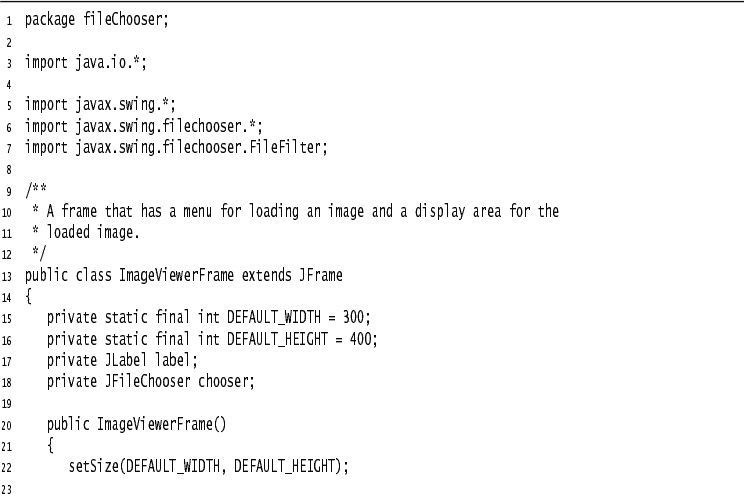 1 package fileChooser;
2
3 import java.io.*;
4
5 import javax.swing.*;
6 import javax.swing.filechooser.*;
7 import javax.swing.filechooser.FileFilter;
8
9 /**
10  * A frame that has a menu for loading an image and a display area for the
11  * loaded image.
12  */
13 public class ImageViewerFrame extends JFrame
14 {
15    private static final int DEFAULT_WIDTH = 300;
16    private static final int DEFAULT_HEIGHT = 400;
17    private JLabel label;
18    private JFileChooser chooser;
19
20    public ImageViewerFrame()
21    {
22       setSize(DEFAULT_WIDTH, DEFAULT_HEIGHT);
23